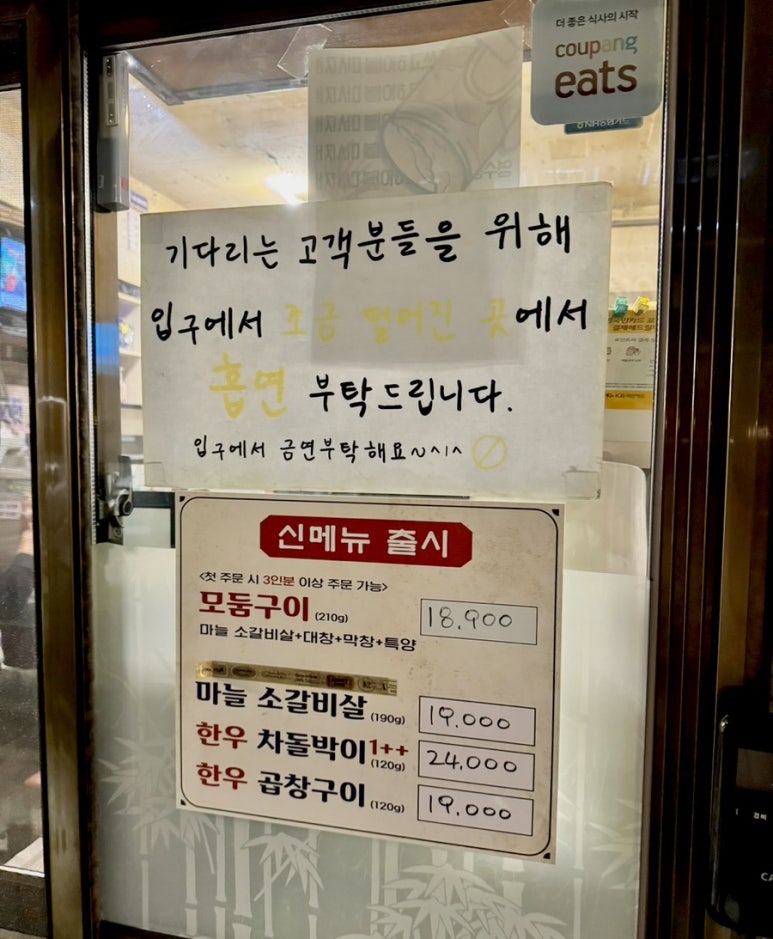 더 좋은 식사의 시작
coupang
eats
기다리는 고객분들을 위해
입구에서 조금 떨어진 곳에서
흡연 부탁드립니다.
입구에서 금연부탁해요~^1^
신메뉴 출시
<첫 주문 시 3인분 이상 주문 가능>
모둠구이 (210g) 18,900
마늘 소갈비살+대창+막창+특양
마늘 소갈비살 (190g) 19.000
한우 차돌박이 1++ (120g) 24,000
한우 곱창구이 (120g) 19,000